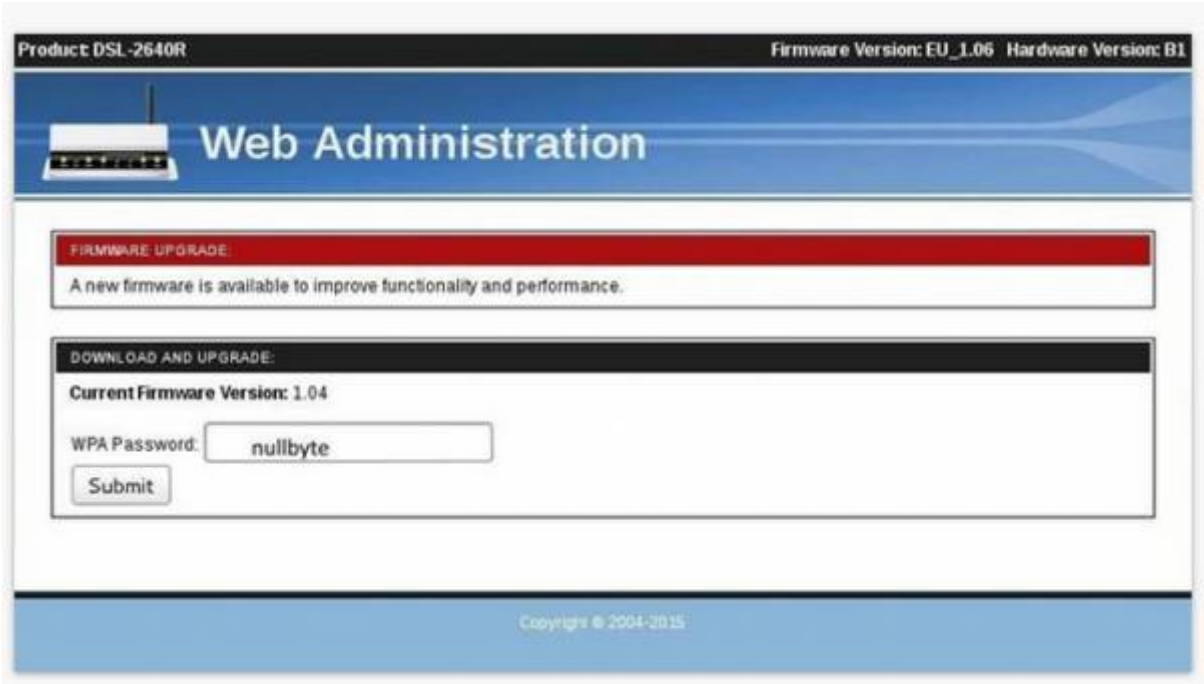 Product: DSL-2640R Firmware Version: EU_1.06 Hardware Version: B1
Web Administration
FIRMWARE UPGRADE:
A new firmware is available to improve functionality and performance.
DOWNLOAD AND UPGRADE:
Current Firmware Version: 1.04
WPA Password: nullbyte
Submit
Copyright © 2004-2015